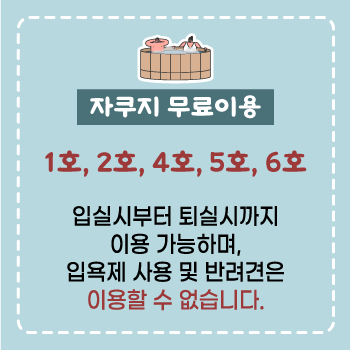 자쿠지 무료이용
1호, 2호, 4호, 5호, 6호
입실시부터 퇴실시까지
이용 가능하며,
입욕제 사용 및 반려견은
이용할 수 없습니다.